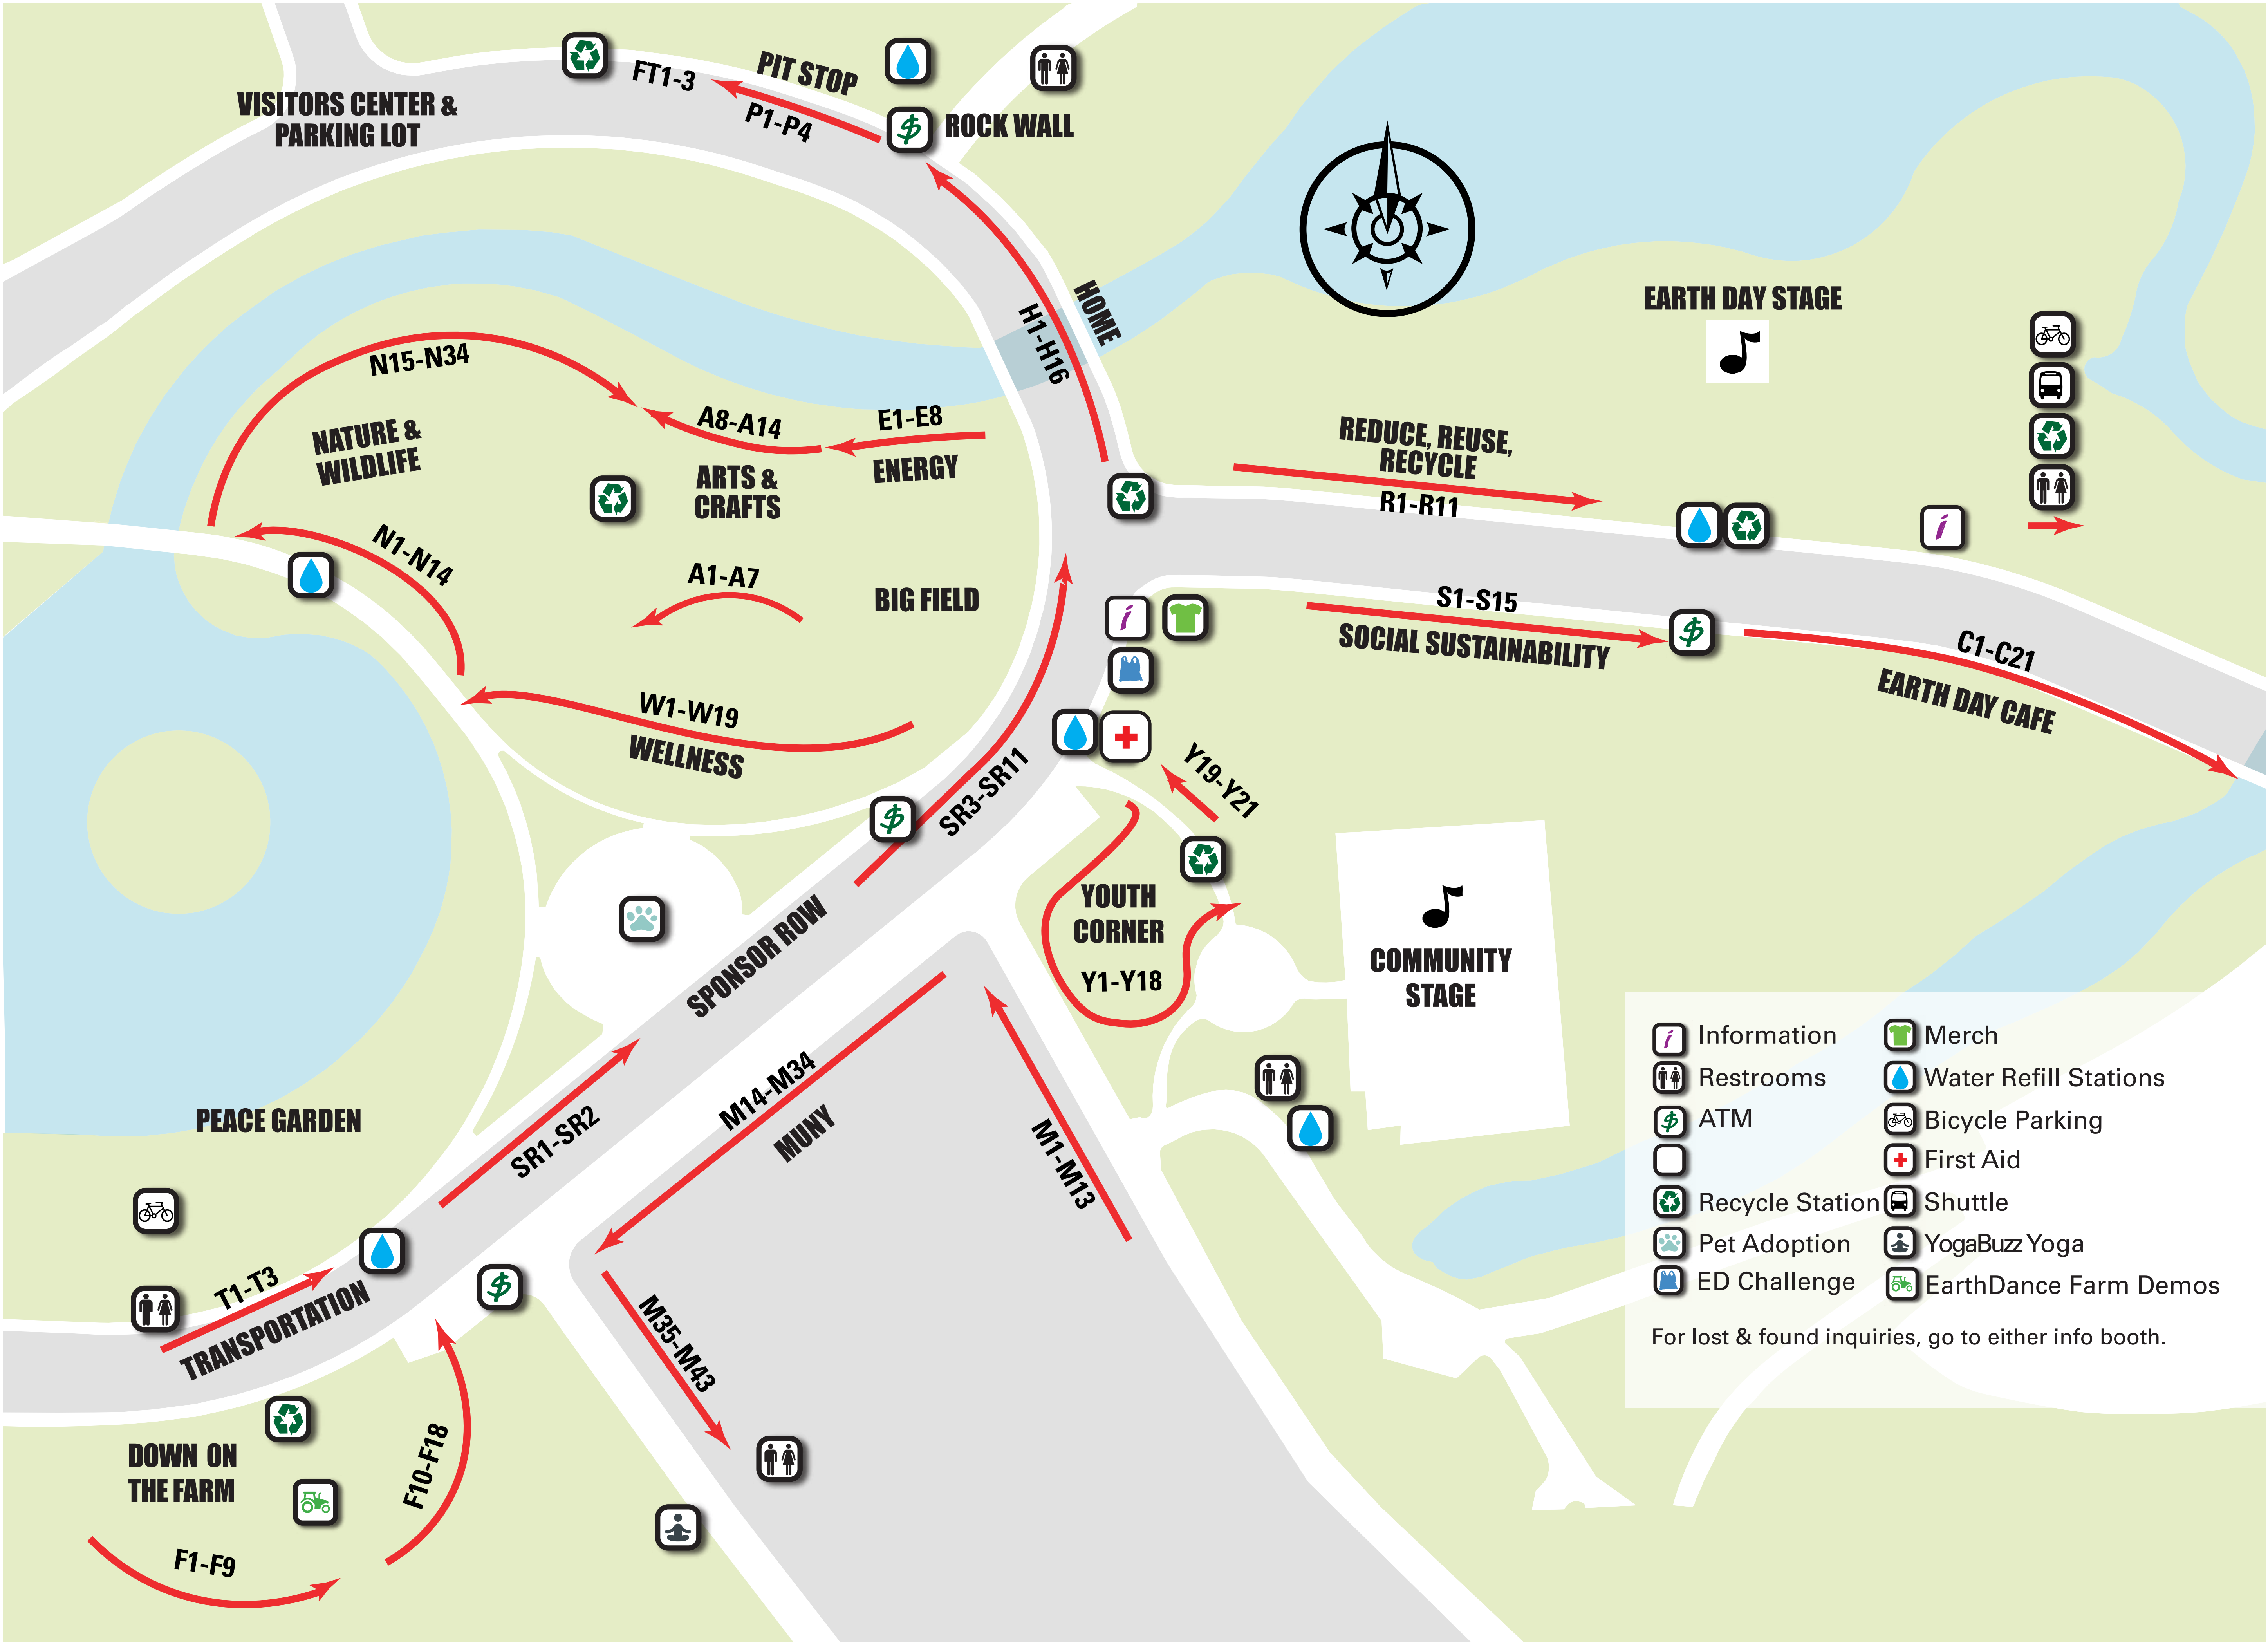 FT1-3
PIT STOP
P1-P4
VISITORS CENTER &
PARKING LOT
ROCK WALL
HOME
H1-H16
EARTH DAY STAGE
N15-N34
NATURE &
WILDLIFE
A8-A14
E1-E8
ENERGY
ARTS &
CRAFTS
REDUCE, REUSE,
RECYCLE
R1-R11
i
N1-N14
A1-A7
BIG FIELD
i
S1-S15
SOCIAL SUSTAINABILITY
C1-C21
EARTH DAY CAFE
W1-W19
WELLNESS
SR3-SR11
Y19-Y21
YOUTH
CORNER
Y1-Y18
SPONSOR ROW
COMMUNITY
STAGE
M14-M34
MUNY
M1-M13
PEACE GARDEN
SR1-SR2
T1-T3
TRANSPORTATION
M35-M43
DOWN ON
THE FARM
F10-F18
F1-F9
i Information
Restrooms
ATM
Recycle Station
Pet Adoption
ED Challenge
Merch
Water Refill Stations
Bicycle Parking
First Aid
Shuttle
YogaBuzz Yoga
EarthDance Farm Demos
For lost & found inquiries, go to either info booth.